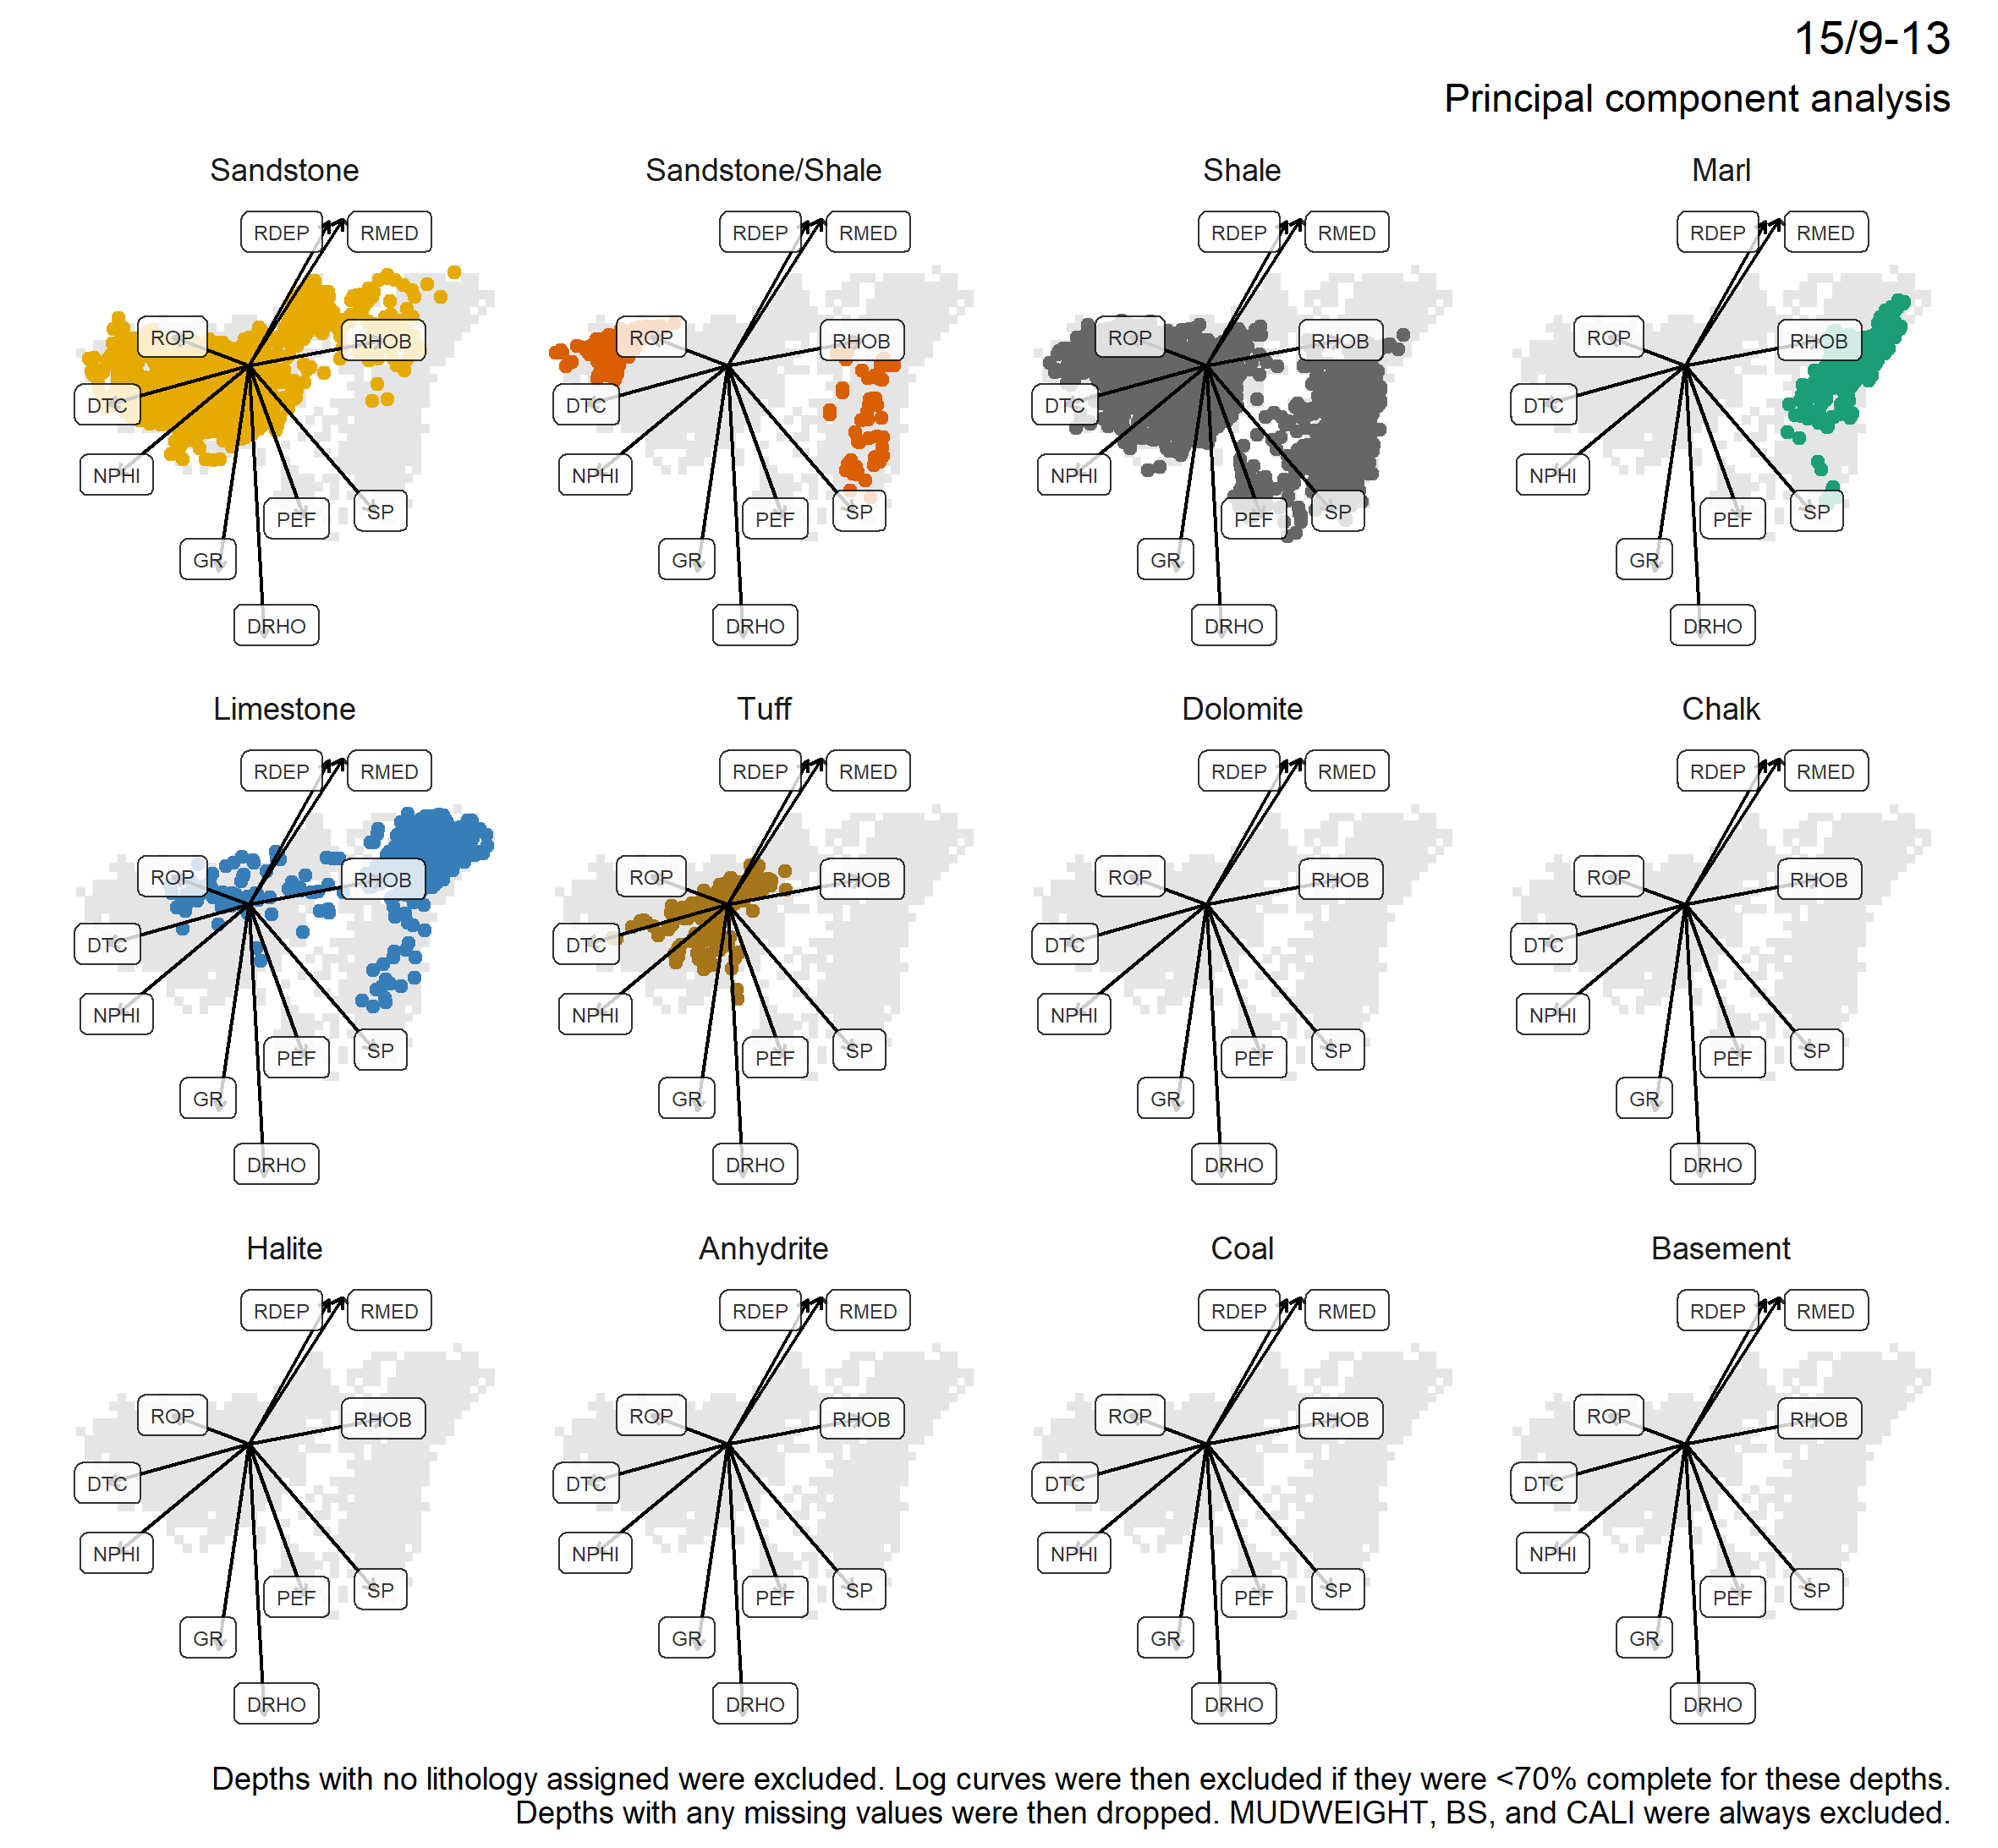 15/9-13
Principal component analysis
Sandstone
Sandstone/Shale
Shale
Marl
RDEP RMED
RDEP RMED
RDEP RMED
RDEP RMED
ROP RHOB
ROP RHOB
ROP RHOB
ROP RHOB
DTC
DTC
DTC
DTC
NPHI
NPHI
NPHI
NPHI
PEF SP
PEF SP
PEF SP
PEF SP
GR
GR
GR
GR
DRHO
DRHO
DRHO
DRHO
Limestone
Tuff
Dolomite
Chalk
RDEP RMED
RDEP RMED
RDEP RMED
RDEP RMED
ROP RHOB
ROP RHOB
ROP RHOB
ROP RHOB
DTC
DTC
DTC
DTC
NPHI
NPHI
NPHI
NPHI
PEF SP
PEF SP
PEF SP
PEF SP
GR
GR
GR
GR
DRHO
DRHO
DRHO
DRHO
Halite
Anhydrite
Coal
Basement
RDEP RMED
RDEP RMED
RDEP RMED
RDEP RMED
ROP RHOB
ROP RHOB
ROP RHOB
ROP RHOB
DTC
DTC
DTC
DTC
NPHI
NPHI
NPHI
NPHI
PEF SP
PEF SP
PEF SP
PEF SP
GR
GR
GR
GR
DRHO
DRHO
DRHO
DRHO
Depths with no lithology assigned were excluded. Log curves were then excluded if they were <70% complete for these depths.
Depths with any missing values were then dropped. MUDWEIGHT, BS, and CALI were always excluded.